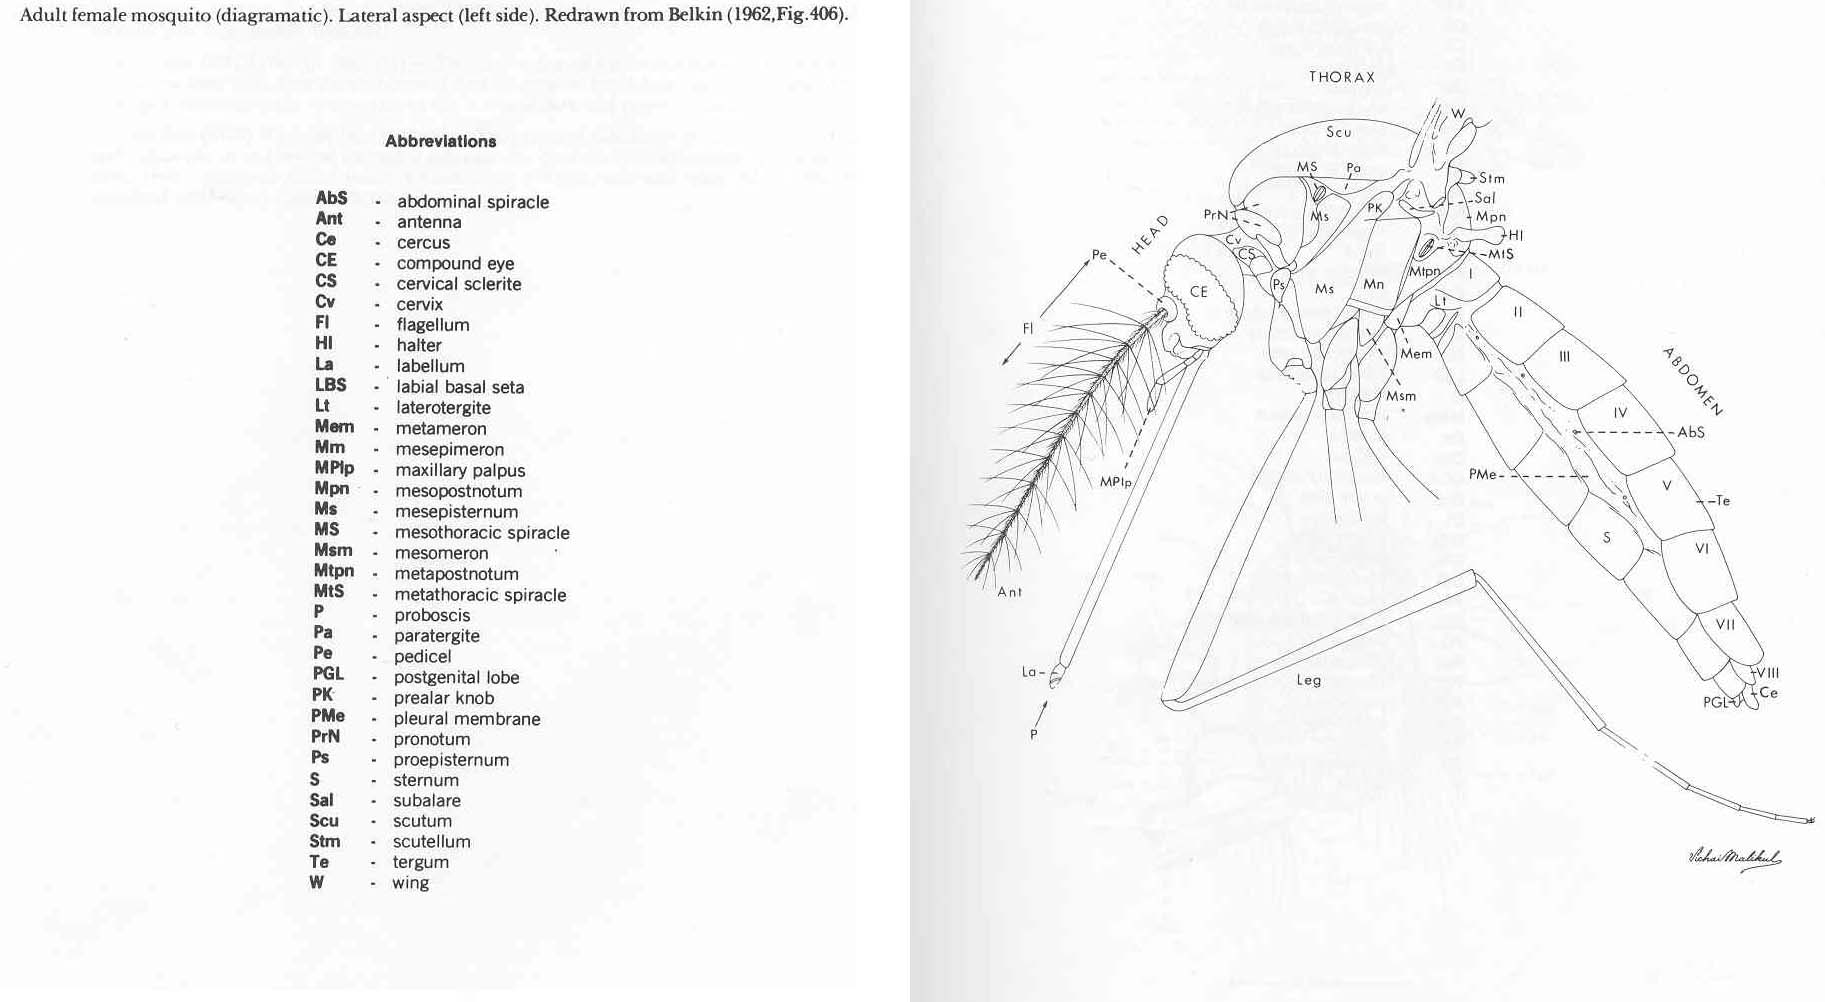 Adult female mosquito (diagramatic). Lateral aspect (left side). Redrawn from Belkin (1962,Fig.406).
Abbreviations
AbS - abdominal spiracle
Ant - antenna
Ce - cercus
CE - compound eye
CS - cervical sclerite
Cv - cervix
Fl - flagellum
Hl - halter
La - labellum
LBS - labial basal seta
Lt - laterotergite
Mem - metameron
Mm - mesepimeron
MPlp - maxillary palpus
Mpn - mesopostnotum
Ms - mesepisternum
MS - mesothoracic spiracle
Msm - mesomeron
Mtpn - metapostnotum
MtS - metathoracic spiracle
P - proboscis
Pa - paratergite
Pe - pedicel
PGL - postgenital lobe
PK - prealar knob
PMe - pleural membrane
PrN - pronotum
Ps - proepisternum
S - sternum
Sal - subalare
Scu - scutum
Stm - scutellum
Te - tergum
W - wing
THORAX
W
Scu
MS
Pa
Stm
Sal
PrN
Ms
PK
Mpn
HEAD
Cv
Hl
Pe
CS
MtS
Mtpn
I
CE
Ps
Ms
Mn
Lt
II
Fl
Mem
III
ABDOMEN
Msm
IV
AbS
MPlp
PMe
V
Te
S
VI
Ant
VII
La
Leg
VIII
Ce
PGL
P
Vichai Malikul